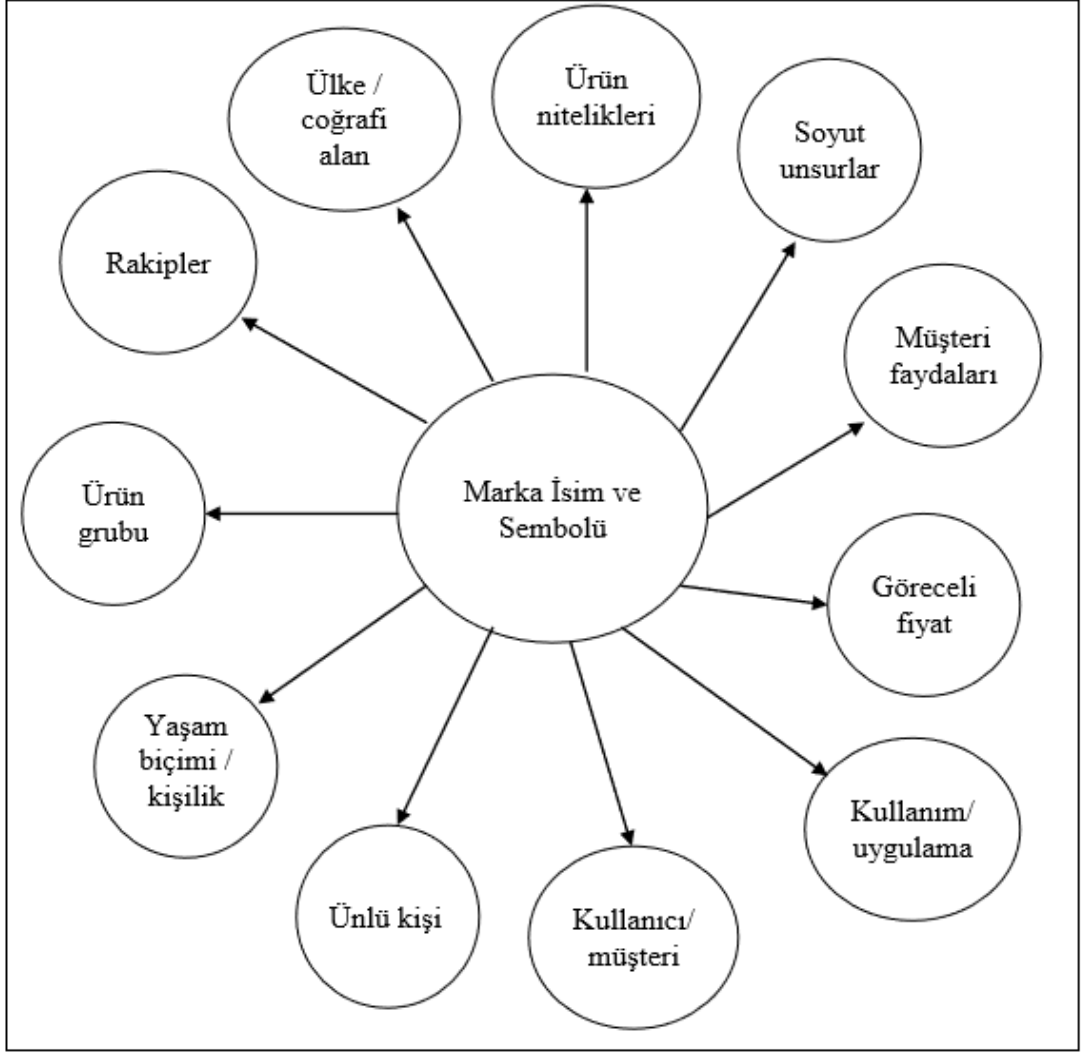 Ülke /
coğrafi
alan
Ürün
nitelikleri
Soyut
unsurlar
Rakipler
Müşteri
faydaları
Marka İsim ve
Sembolü
Ürün
grubu
Göreceli
fiyat
Yaşam
biçimi /
kişilik
Kullanım/
uygulama
Ünlü kişi
Kullanıcı/
müşteri